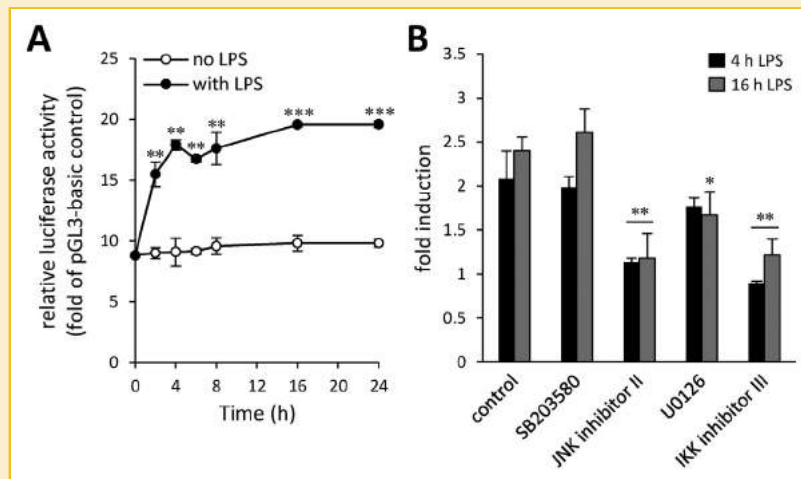 A
no LPS
with LPS
relative luciferase activity
(fold of pGL3-basic control)
25
20
15
10
5
0
**
**
**
**
***
***
0 4 8 12 16 20 24
Time (h)
B
4 h LPS
16 h LPS
fold induction
3.5
3
2.5
2
1.5
1
0.5
0
**
*
**
control
SB203580
JNK inhibitor II
U0126
IKK inhibitor III